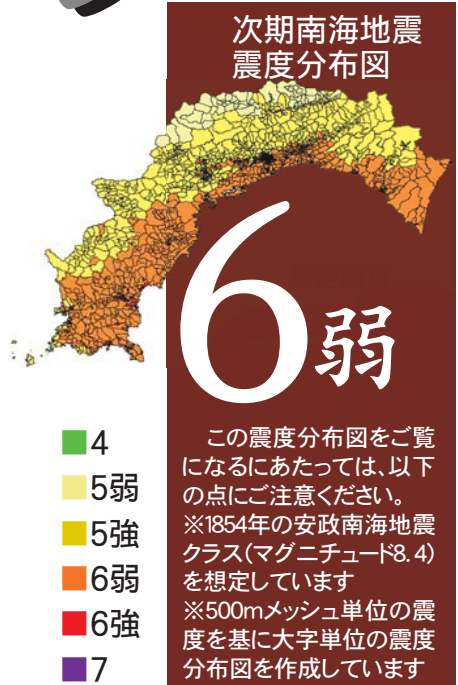 次期南海地震
震度分布図
6弱
4
5弱
5強
6弱
6強
7
　この震度分布図をご覧
になるにあたっては、以下
の点にご注意ください。
※1854年の安政南海地震
クラス（マグニチュード8.4）
を想定しています
※500mメッシュ単位の震
度を基に大字単位の震度
分布図を作成しています